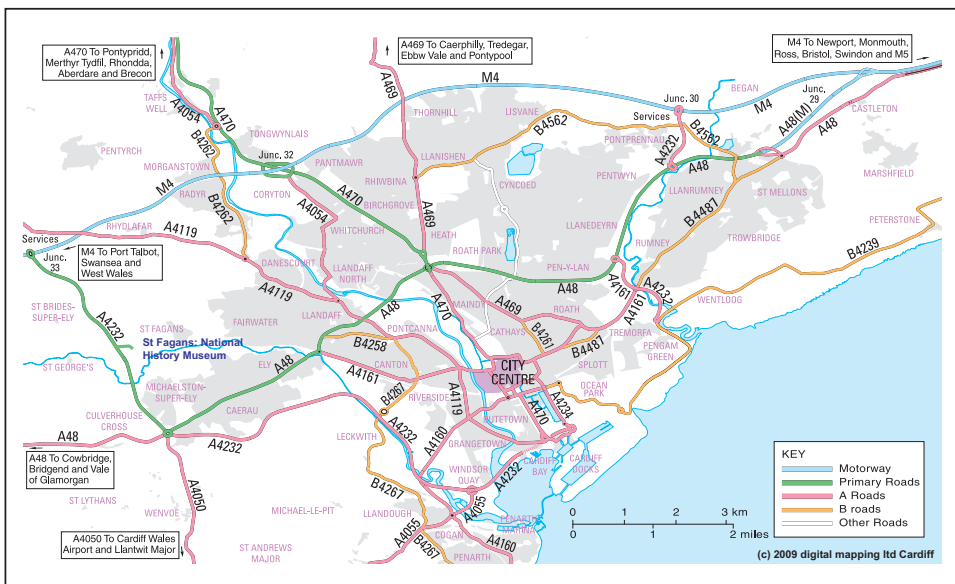 A470 To Pontypridd,
Merthyr Tydfil, Rhondda,
Aberdare and Brecon
A469 To Caerphilly, Tredegar,
Ebbw Vale and Pontypool
M4 To Newport, Monmouth,
Ross, Bristol, Swindon and M5
M4
A469
BEGAN
Junc.
29
TAFFS
WELL
A4054
A470
Junc. 30
Services
M4
A48(M)
A48
CASTLETON
THORNHILL
LISVANE
B4562
B4562
TONGWYNLAIS
B4262
PONTPRENNAU
PENTYRCH
MORGANSTOWN
Junc. 32
PANTMAWR
LLANISHEN
A4232
A48
MARSHFIELD
M4
RADYR
CORYTON
A470
RHIWBINA
CYNCOED
PENTWYN
LLANRUMNEY
ST MELLONS
B4262
A4054
BIRCHGROVE
A469
B4487
PETERSTONE
RHYDLAFAR
A4119
WHITCHURCH
HEATH
LLANEDEYRN
RUMNEY
TROWBRIDGE
Services
Junc.
33
M4 To Port Talbot,
Swansea and
West Wales
ROATH PARK
B4239
DANESCOURT
LLANDAFF
NORTH
PEN-Y-LAN
A48
A4161
A4232
A4161
WENTLOOG
A4119
A4232
ST BRIDES-
SUPER-ELY
LLANDAFF
A48
A470
MAINDY
A469
ROATH
FAIRWATER
ST FAGANS
PONTCANNA
CATHAYS
B4261
TREMORFA
St Fagans: National
History Museum
B4258
B4487
PENGAM
GREEN
ST GEORGE'S
ELY
A48
A4161
CANTON
CITY
CENTRE
SPLOTT
MICHAELSTON-
SUPER-ELY
B4267
RIVERSIDE
A4119
OCEAN
PARK
CAERAU
A4234
CULVERHOUSE
CROSS
A470
BUTETOWN
A48
A4232
LECKWITH
A4232
A4160
GRANGETOWN
A48 To Cowbridge,
Bridgend and Vale
of Glamorgan
WINDSOR
QUAY
A4232
CARDIFF
BAY
CARDIFF
DOCKS
A4050
B4267
ST LYTHANS
WENVOE
MICHAEL-LE-PIT
LLANDOUGH
A4055
A4055
PENARTH
MARINA
COGAN
A4160
B4267
PENARTH
A4050 To Cardiff Wales
Airport and Llantwit Major
ST ANDREWS
MAJOR
KEY
Motorway
Primary Roads
A Roads
B roads
Other Roads
0 1 2 3 km
0 1 2 miles
(c) 2009 digital mapping ltd Cardiff